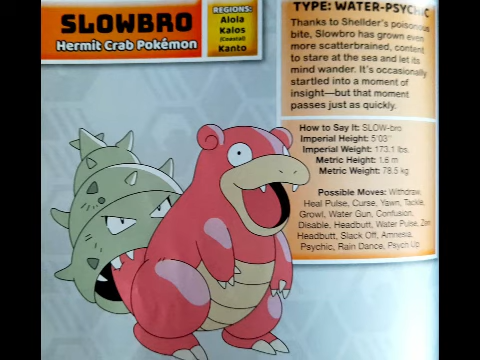 SLOWBRO
Hermit Crab Pokémon
REGIONS:
Alola
Kalos
(Coastal)
Kanto
TYPE: WATER-PSYCHIC
Thanks to Shellder's poisonous
bite, Slowbro has grown even
more scatterbrained, content
to stare at the sea and let its
mind wander. It's occasionally
startled into a moment of
insight—but that moment
passes just as quickly.
How to Say It: SLOW-bro
Imperial Height: 5'03"
Imperial Weight: 173.1 lbs.
Metric Height: 1.6 m
Metric Weight: 78.5 kg
Possible Moves: Withdraw,
Heal Pulse, Curse, Yawn, Tackle,
Growl, Water Gun, Confusion,
Disable, Headbutt, Water Pulse, Zen
Headbutt, Slack Off, Amnesia,
Psychic, Rain Dance, Psych Up